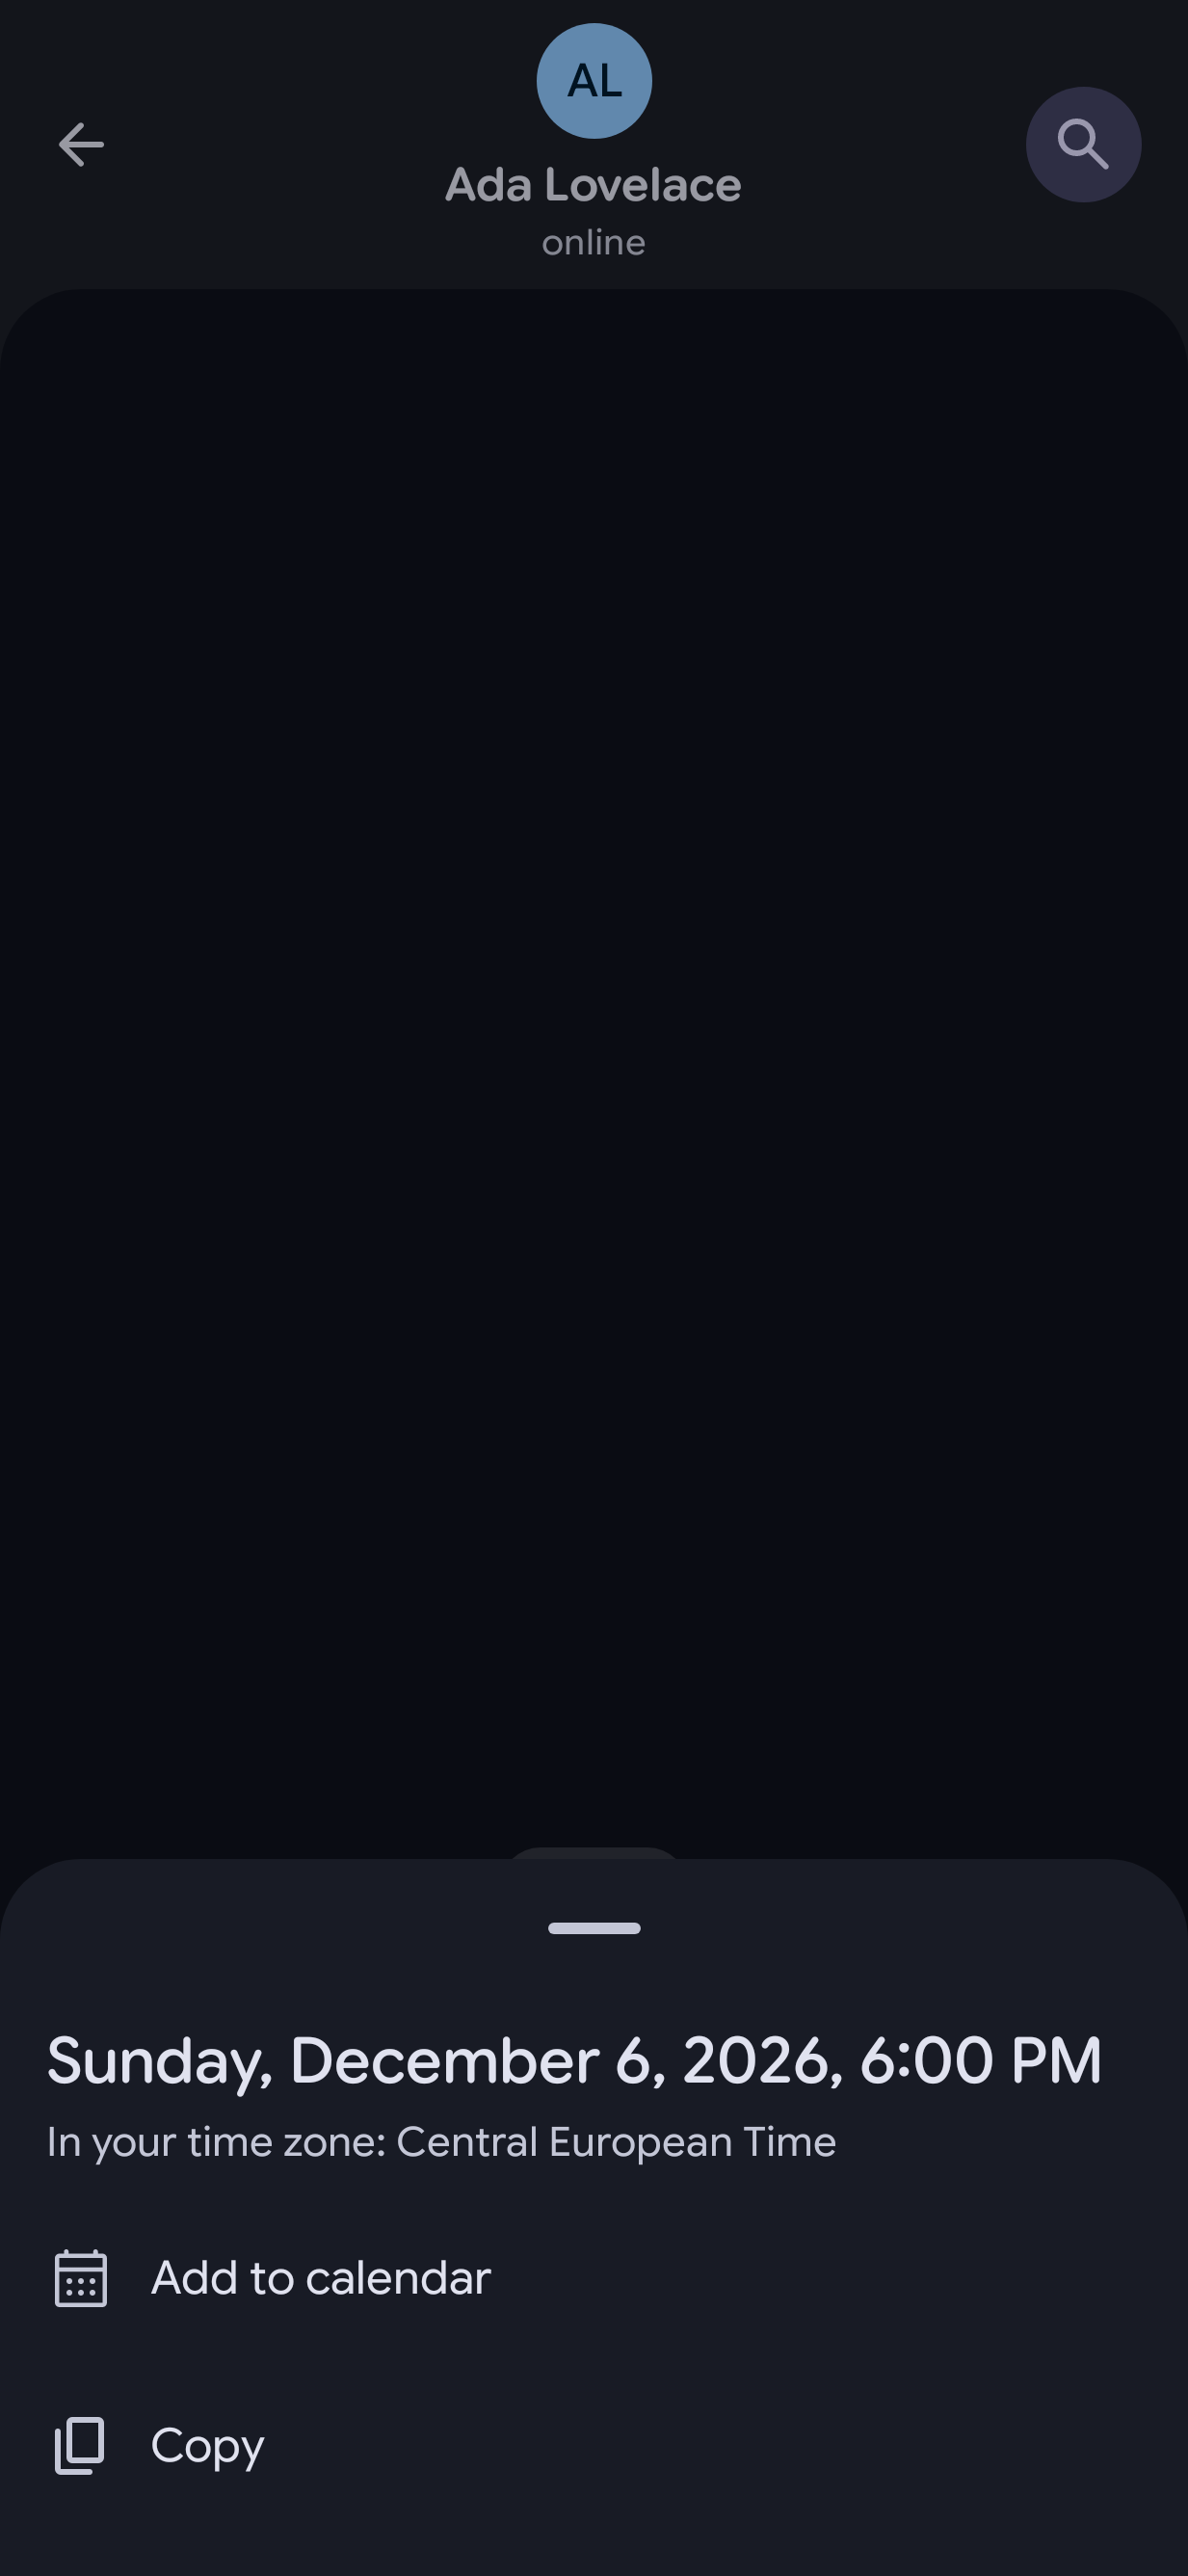 AL
Ada Lovelace
online
Sunday, December 6, 2026, 6:00 PM
In your time zone: Central European Time
Add to calendar
Copy